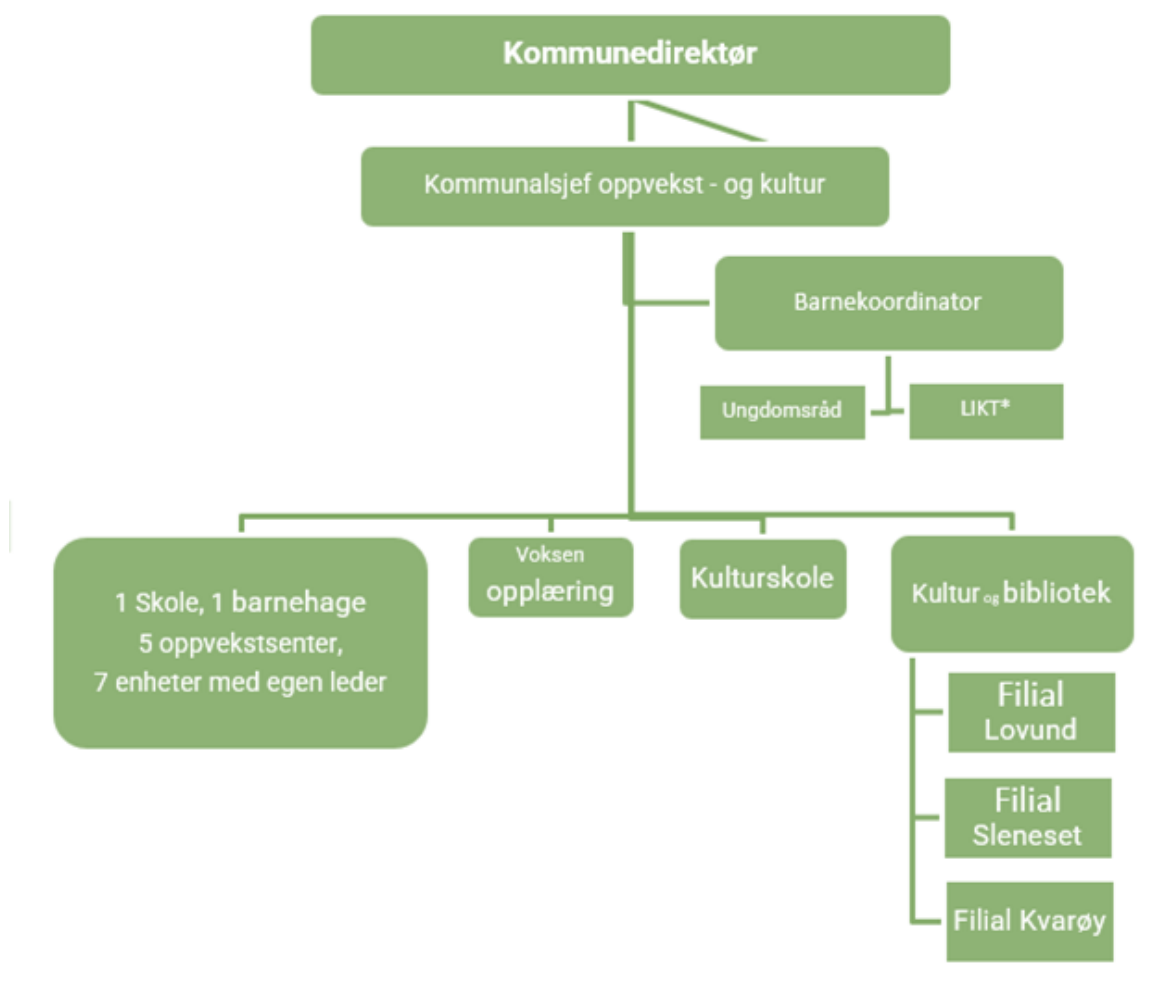 Kommunedirektør
Kommunalsjef oppvekst - og kultur
Barnekoordinator
Ungdomsråd
LIKT*
1 Skole, 1 barnehage
5 oppvekstsenter,
7 enheter med egen leder
Voksen
opplæring
Kulturskole
Kultur og bibliotek
Filial
Lovund
Filial
Sleneset
Filial Kvarøy